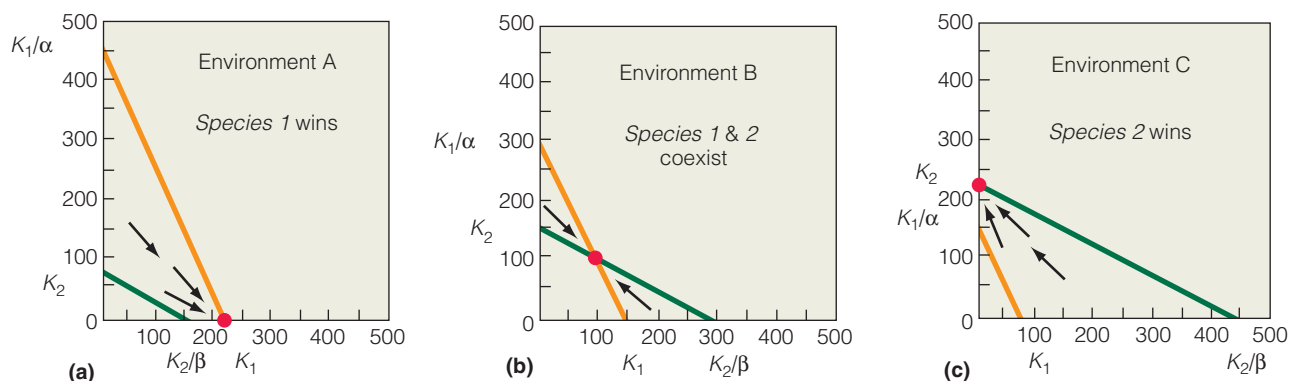 500
K₁/α
400
300
200
100
K₂
0
Environment A
Species 1 wins
100 200 300 400 500
K₂/β K₁
(a)
500
400
K₁/α
300
200
K₂
100
0
Environment B
Species 1 & 2
coexist
100 200 300 400 500
K₁ K₂/β
(b)
500
400
300
K₂
200
K₁/α
100
0
Environment C
Species 2 wins
100 200 300 400 500
K₁ K₂/β
(c)